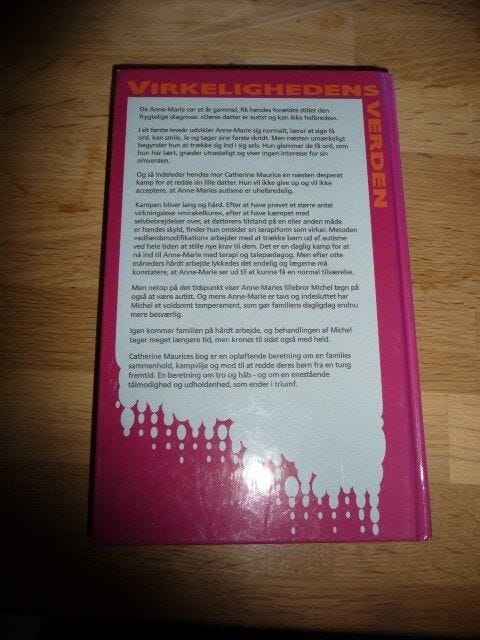 VIRKELIGHEDENS
VERDEN
Da Anne-Marie var et år gammel, fik hendes forældre stillet den
frygtelige diagnose: »Deres datter er autist og kan ikke helbredes«.
I sit første leveår udvikler Anne-Marie sig normalt, lærer at sige få
ord, kan smile, le og tager sine første skridt. Men næsten umærkeligt
begynder hun at trække sig ind i sig selv. Hun glemmer de få ord, som
hun har lært, græder utrøsteligt og viser ingen interesse for sin
omverden.
Og så indeleder hendes mor Catherine Maurice en næsten desperat
kamp for at redde sin lille datter. Hun vil ikke give op og vil ikke
acceptere, at Anne-Maries autisme er uhelbredelig.
Kampen bliver lang og hård. Efter at have prøvet et større antal
virkningsløse »mirakelkure«, efter at have kæmpet med
selvbebrejdelser over, at datterens tilstand på en eller anden måde
er hendes skyld, finder hun omsider en terapiform som virker. Metoden
»adfærdsmodifikation« arbejder med at trække børn ud af autisme
ved hele tiden at stille nye krav til dem. Det er en daglig kamp for at
nå ind til Anne-Marie med terapi og talepædagog. Men efter otte
måneders hårdt arbejde lykkedes det endelig og lægerne må
konstatere, at Anne-Marie ser ud til at kunne få en normal tilværelse.
Men netop på det tidspunkt viser Anne-Maries lillebror Michel tegn på
også at være autist. Og mens Anne-Marie er tavs og indesluttet har
Michel et voldsomt temperament, som gør familiens dagligdag endnu
mere besværlig.
Igen kommer familien på hårdt arbejde, og behandlingen af Michel
tager meget længere tid, men krones til sidst også med held.
Catherine Maurices bog er en opløftende beretning om en families
sammenhold, kampvilje og mod til at redde deres børn fra en tung
fremtid. En beretning om tro og håb - og om en enestående
tålmodighed og udholdenhed, som ender i triumf.